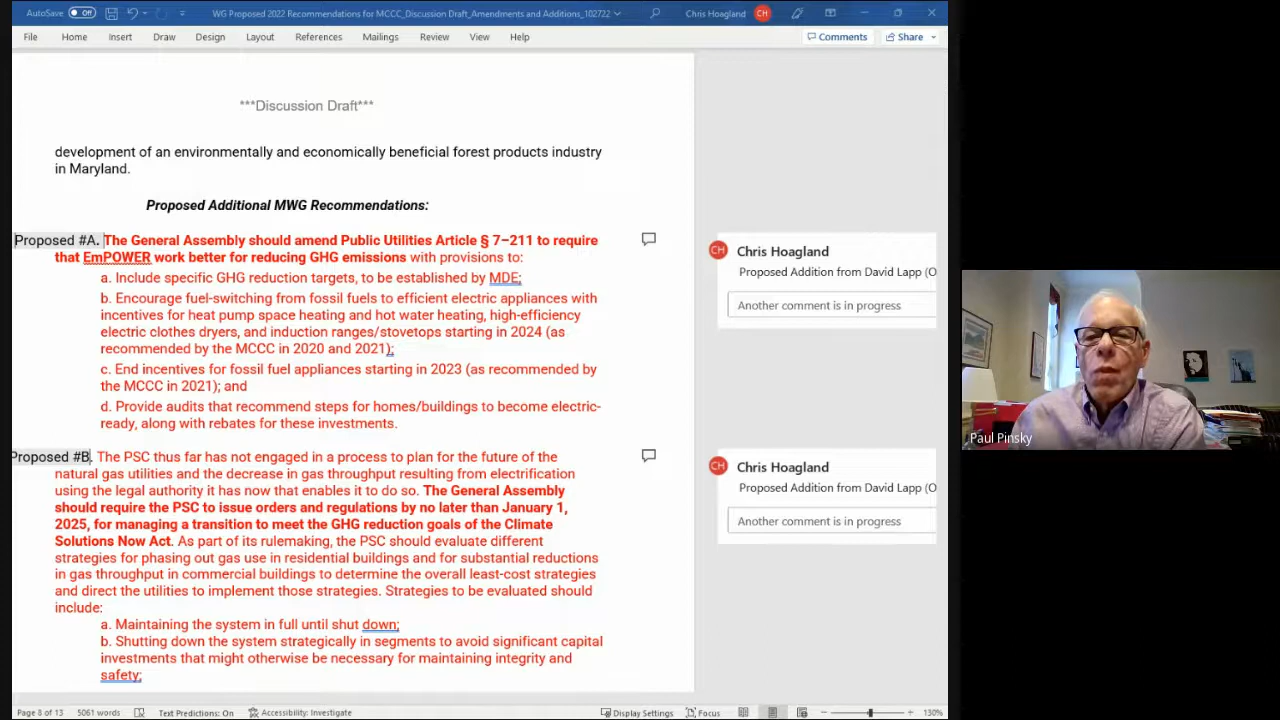 AutoSave Off WG Proposed 2022 Recommendations for MCCC_Discussion Draft_Amendments and Additions_102722 Chris Hoagland CH
File Home Insert Draw Design Layout References Mailings Review View Help Comments Share
***Discussion Draft***
development of an environmentally and economically beneficial forest products industry
in Maryland.
Proposed Additional MWG Recommendations:
Proposed #A. The General Assembly should amend Public Utilities Article § 7–211 to require
that EmPOWER work better for reducing GHG emissions with provisions to:
a. Include specific GHG reduction targets, to be established by MDE;
b. Encourage fuel-switching from fossil fuels to efficient electric appliances with
incentives for heat pump space heating and hot water heating, high-efficiency
electric clothes dryers, and induction ranges/stovetops starting in 2024 (as
recommended by the MCCC in 2020 and 2021);
c. End incentives for fossil fuel appliances starting in 2023 (as recommended by
the MCCC in 2021); and
d. Provide audits that recommend steps for homes/buildings to become electric-
ready, along with rebates for these investments.
Proposed #B. The PSC thus far has not engaged in a process to plan for the future of the
natural gas utilities and the decrease in gas throughput resulting from electrification
using the legal authority it has now that enables it to do so. The General Assembly
should require the PSC to issue orders and regulations by no later than January 1,
2025, for managing a transition to meet the GHG reduction goals of the Climate
Solutions Now Act. As part of its rulemaking, the PSC should evaluate different
strategies for phasing out gas use in residential buildings and for substantial reductions
in gas throughput in commercial buildings to determine the overall least-cost strategies
and direct the utilities to implement those strategies. Strategies to be evaluated should
include:
a. Maintaining the system in full until shut down;
b. Shutting down the system strategically in segments to avoid significant capital
investments that might otherwise be necessary for maintaining integrity and
safety;
CH Chris Hoagland
Proposed Addition from David Lapp (O
Another comment is in progress
CH Chris Hoagland
Proposed Addition from David Lapp (O
Another comment is in progress
Paul Pinsky
Page 8 of 13 5061 words Text Predictions: On Accessibility: Investigate Display Settings Focus 130%